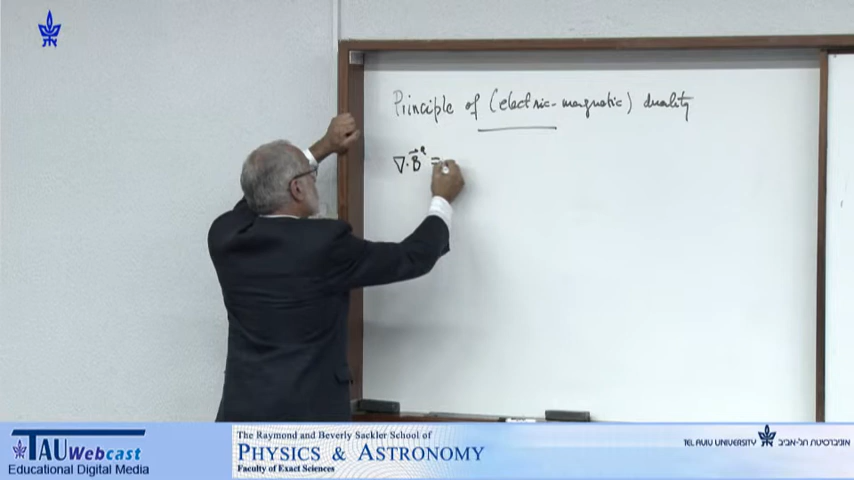 Principle of (electric-magnetic) duality
∇·B⃗ᵃ =
TAU Webcast
Educational Digital Media
The Raymond and Beverly Sackler School of
PHYSICS & ASTRONOMY
Faculty of Exact Sciences
TEL AVIV UNIVERSITY אוניברסיטת תל-אביב